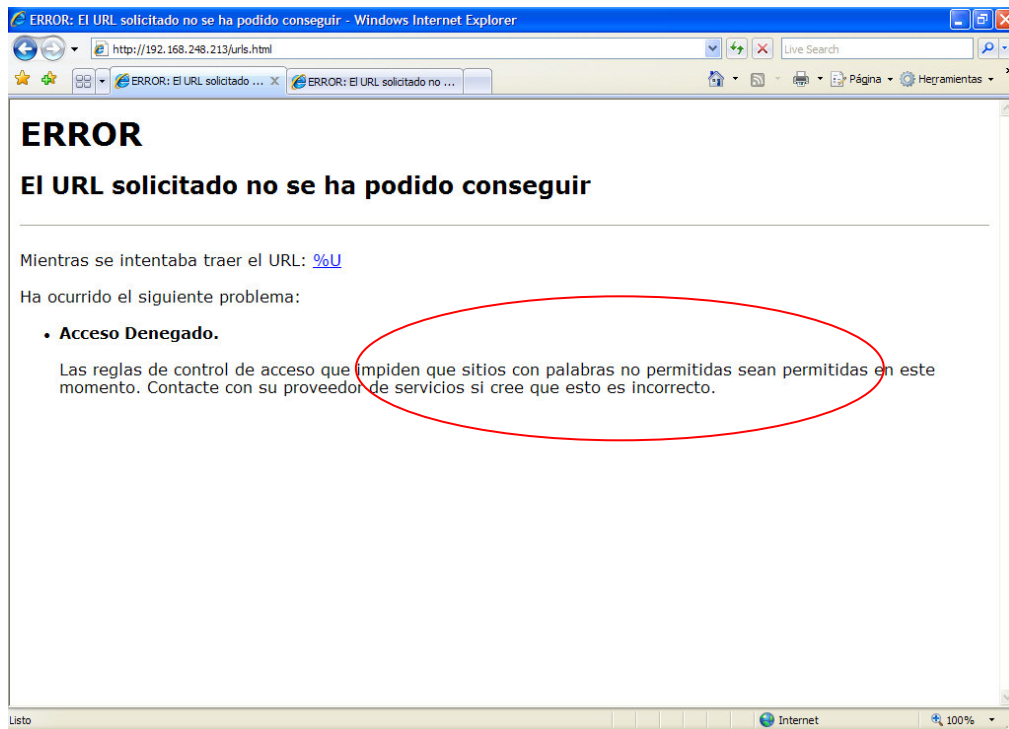 ERROR: El URL solicitado no se ha podido conseguir - Windows Internet Explorer
http://192.168.248.213/urls.html
Live Search
ERROR: El URL solicitado ...
ERROR: El URL solicitado no ...
Página
Herramientas
ERROR
El URL solicitado no se ha podido conseguir
Mientras se intentaba traer el URL: %U
Ha ocurrido el siguiente problema:
• Acceso Denegado.
Las reglas de control de acceso que impiden que sitios con palabras no permitidas sean permitidas en este
momento. Contacte con su proveedor de servicios si cree que esto es incorrecto.
Listo
Internet
100%